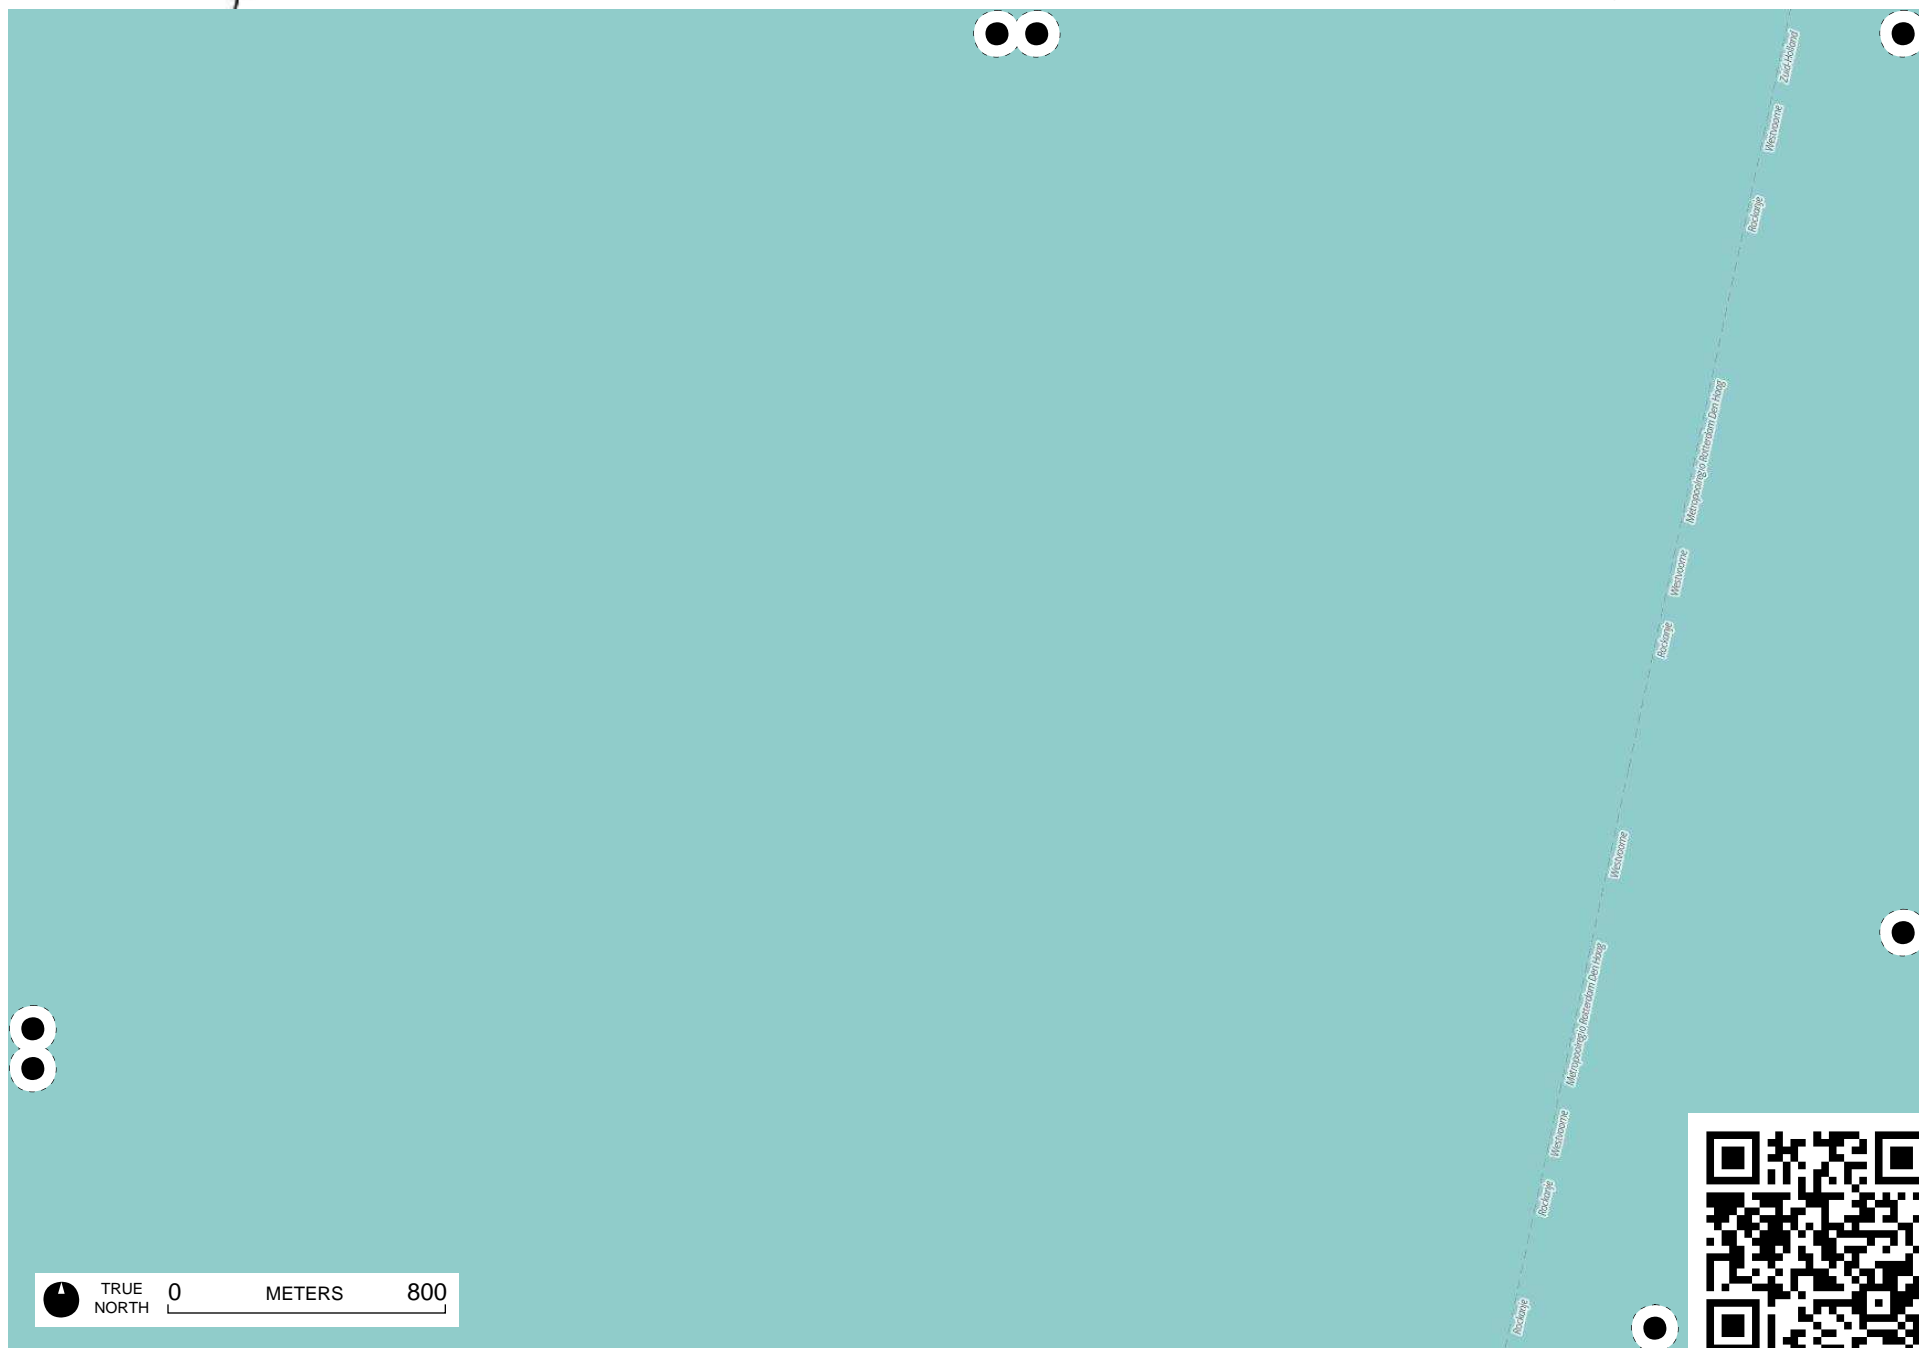 Zuid-Holland
Westvoorne
Rockanje
Metropoolregio Rotterdam Den Haag
Westvoorne
Rockanje
Westvoorne
Metropoolregio Rotterdam Den Haag
Westvoorne
Rockanje
Rockanje
TRUE NORTH
0 METERS 800